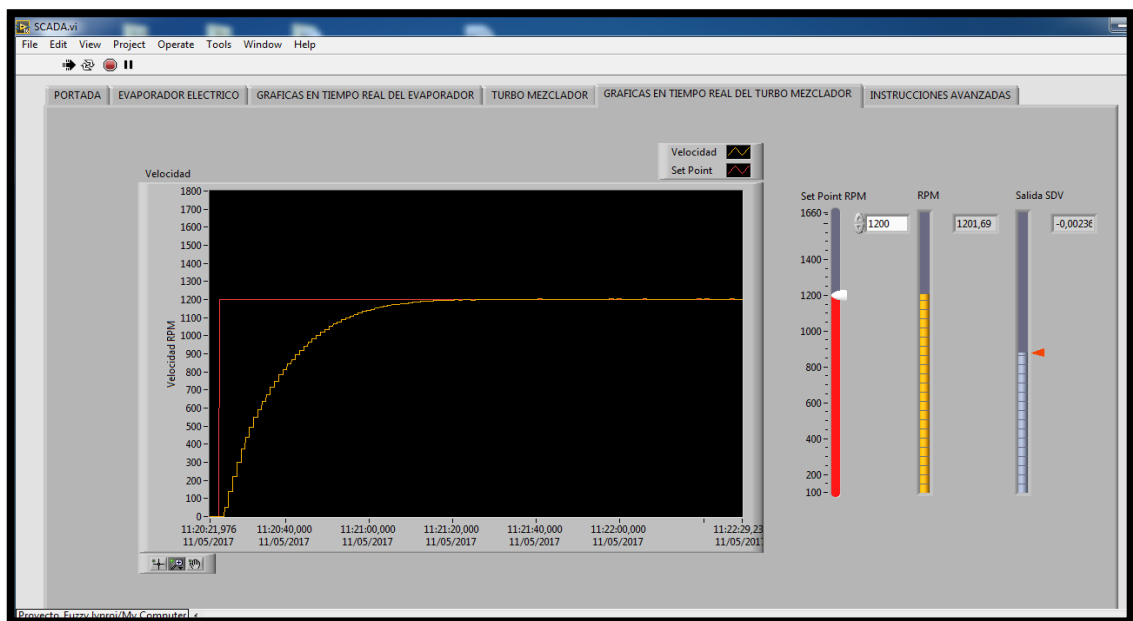 SCADA.vi
File Edit View Project Operate Tools Window Help
PORTADA EVAPORADOR ELECTRICO GRAFICAS EN TIEMPO REAL DEL EVAPORADOR TURBO MEZCLADOR GRAFICAS EN TIEMPO REAL DEL TURBO MEZCLADOR INSTRUCCIONES AVANZADAS
Velocidad
Set Point
Velocidad
Velocidad RPM
1800
1700
1600
1500
1400
1300
1200
1100
1000
900
800
700
600
500
400
300
200
100
0
11:20:21,976 11:20:40,000 11:21:00,000 11:21:20,000 11:21:40,000 11:22:00,000 11:22:29,23
11/05/2017 11/05/2017 11/05/2017 11/05/2017 11/05/2017 11/05/2017 11/05/201
Set Point RPM RPM Salida SDV
1660
1200 1201,69 -0,00236
1400
1200
1000
800
600
400
200
100
Proyecto Fuzzy.lvproj/My Computer